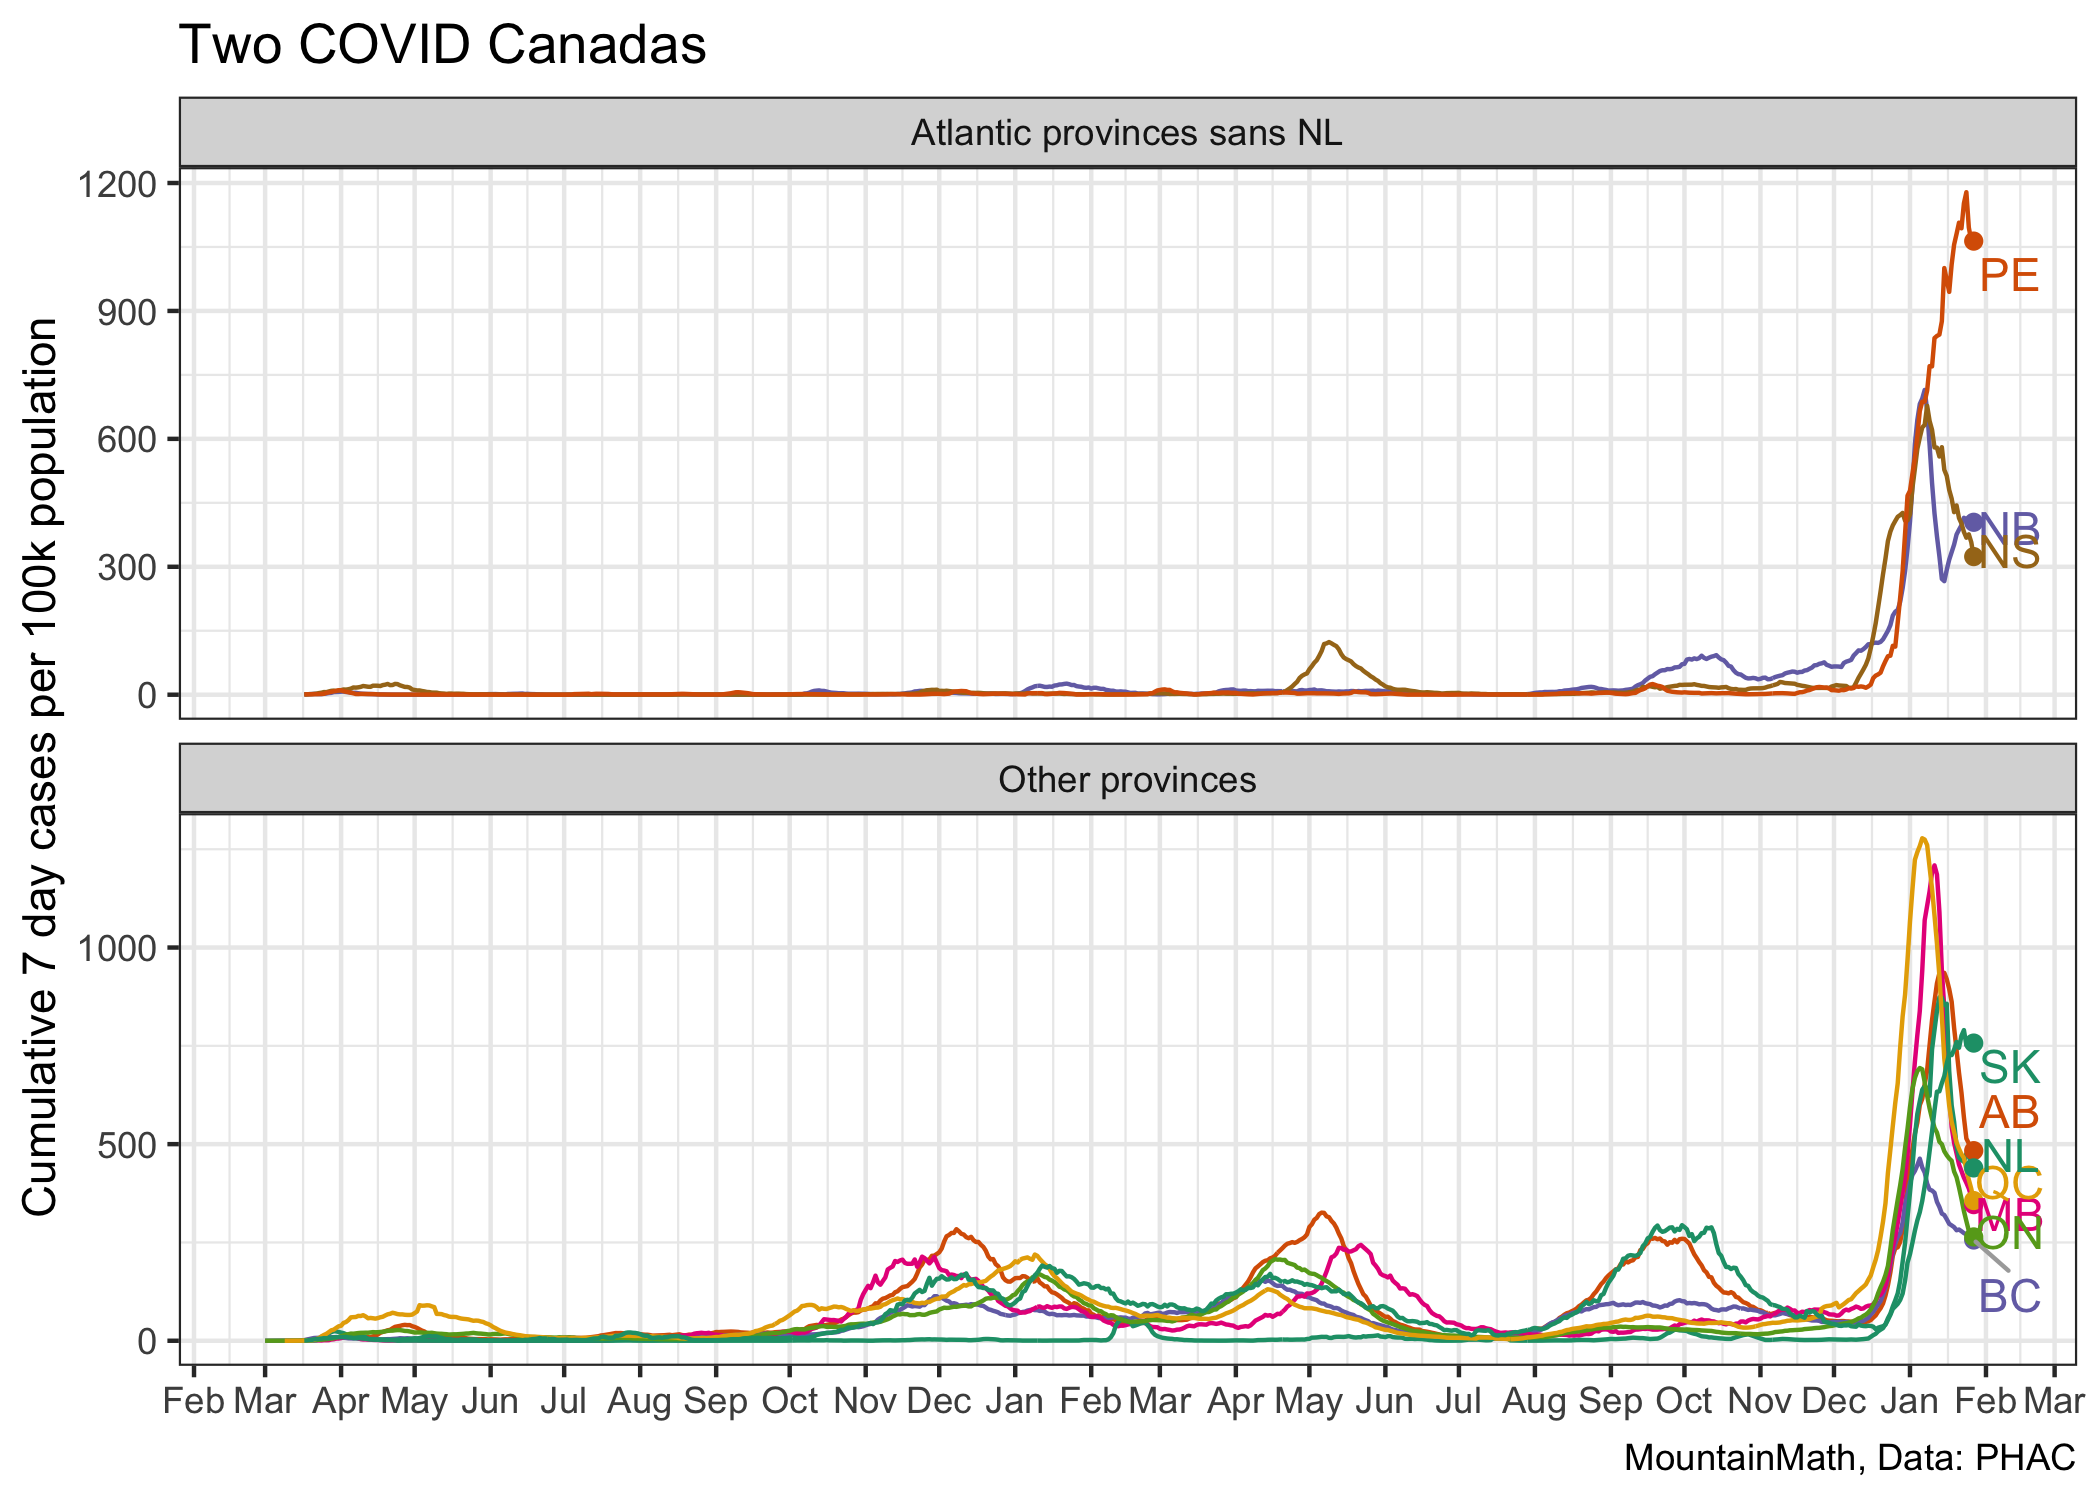 Two COVID Canadas
Atlantic provinces sans NL
Cumulative 7 day cases per 100k population
1200
900
600
300
0
PE
NB
NS
Other provinces
1000
500
0
SK
AB
NL
QC
MB
ON
BC
Feb Mar Apr May Jun Jul Aug Sep Oct Nov Dec Jan Feb Mar Apr May Jun Jul Aug Sep Oct Nov Dec Jan Feb Mar
MountainMath, Data: PHAC